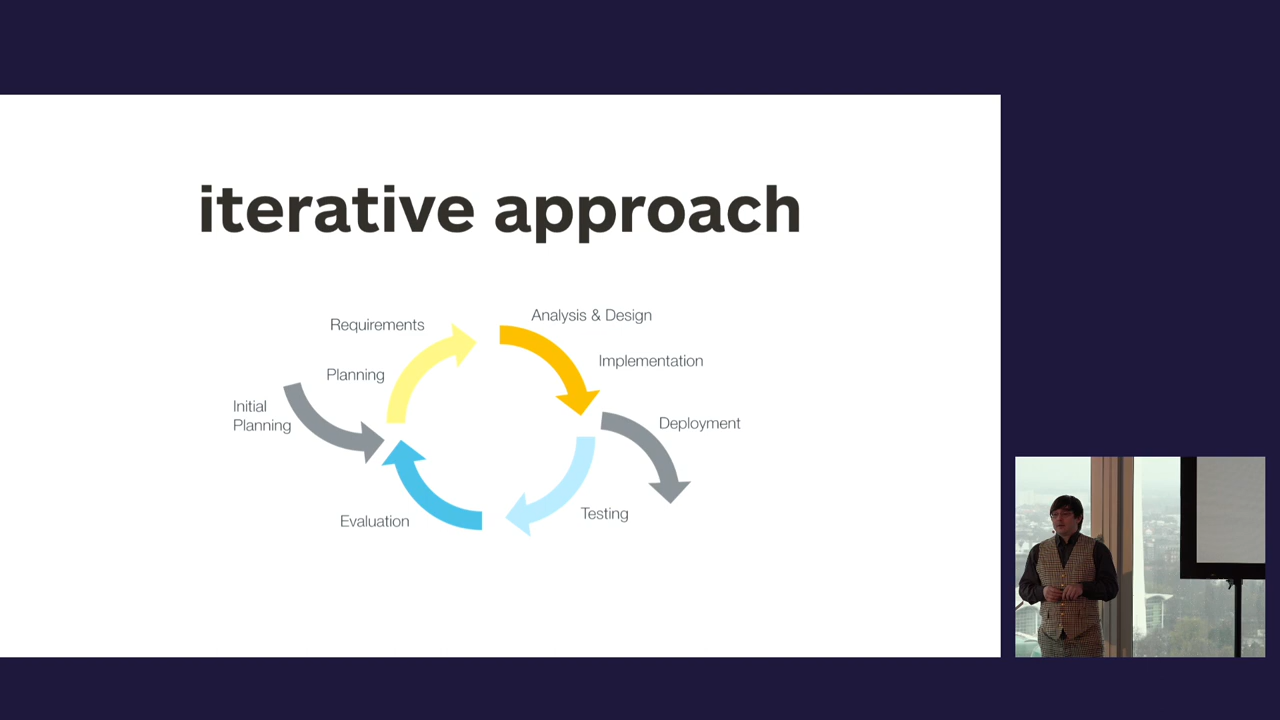 iterative approach
Requirements
Analysis & Design
Planning
Implementation
Initial
Planning
Deployment
Evaluation
Testing